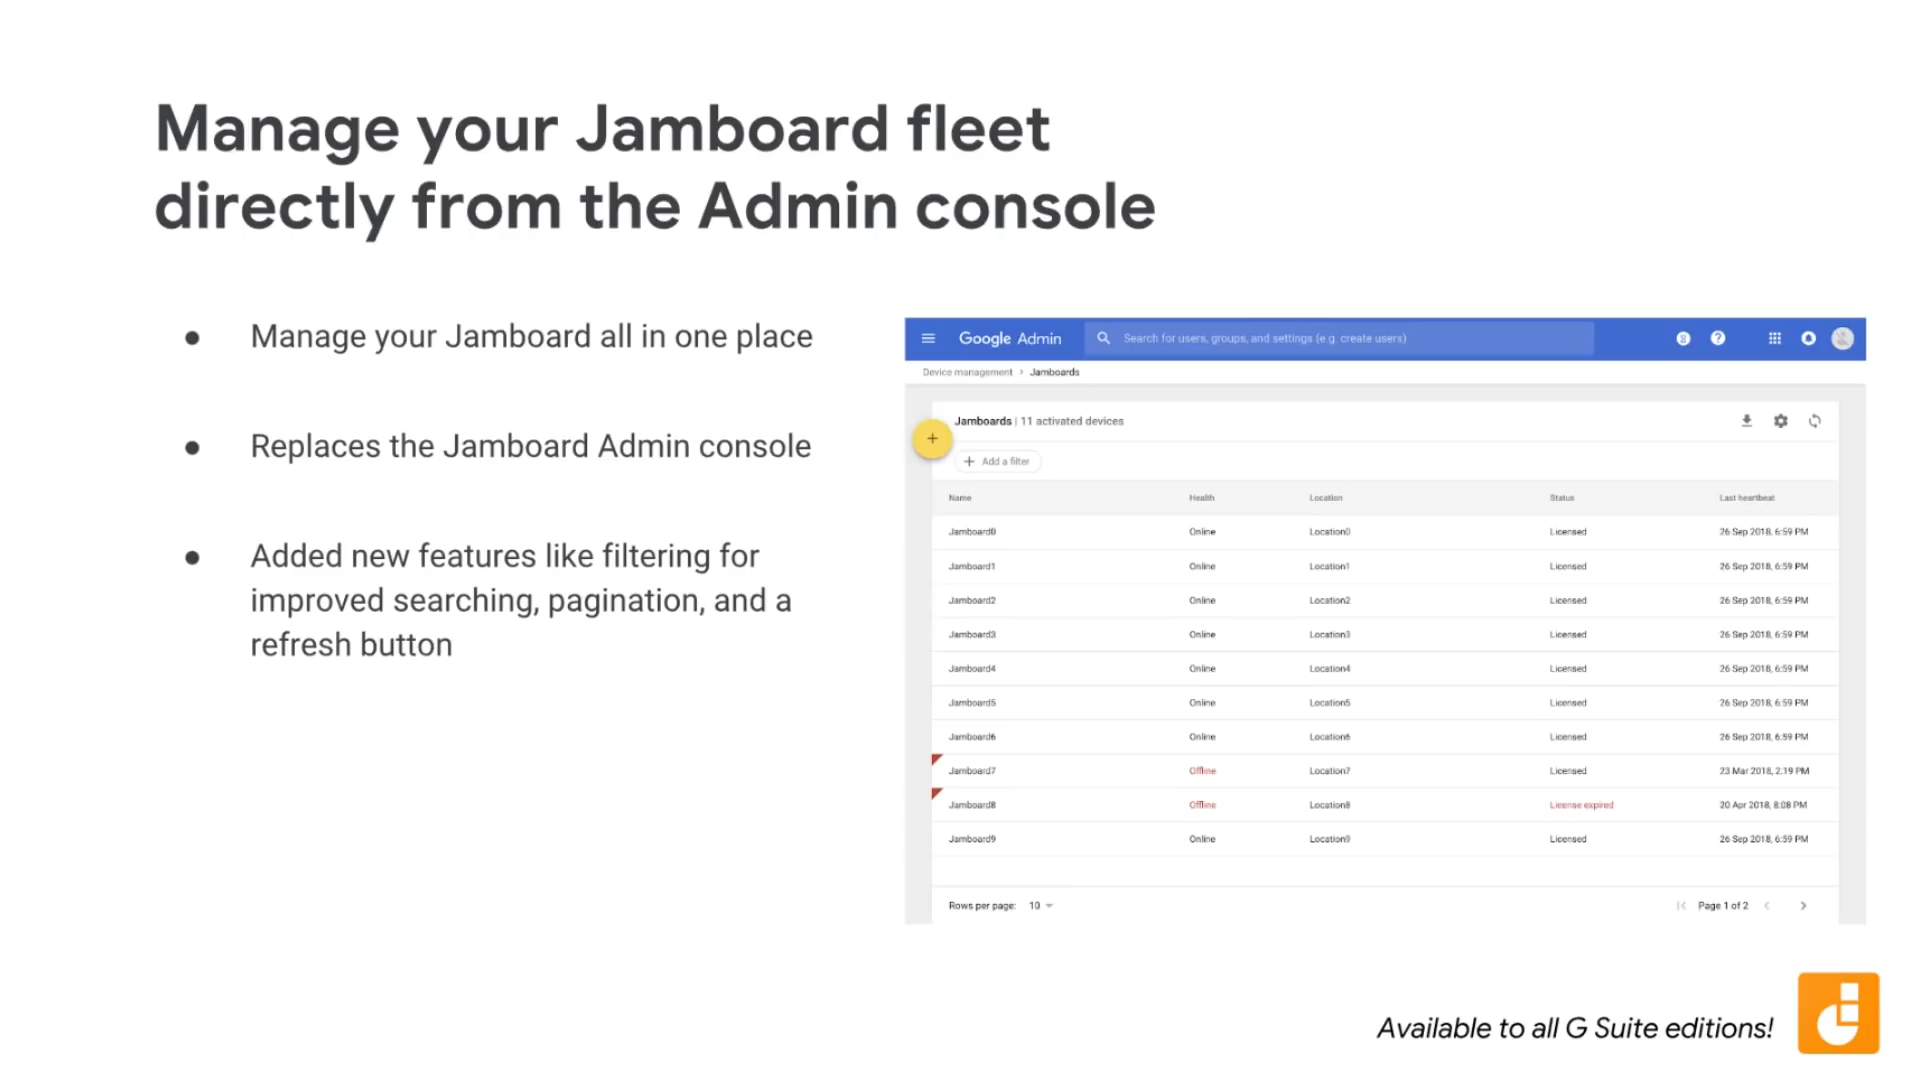 Manage your Jamboard fleet
directly from the Admin console
● Manage your Jamboard all in one place
● Replaces the Jamboard Admin console
● Added new features like filtering for
improved searching, pagination, and a
refresh button
Google Admin Search for users, groups, and settings (e.g. create users)
Device management > Jamboards
Jamboards | 11 activated devices
+ Add a filter
Name Health Location Status Last heartbeat
Jamboard0 Online Location0 Licensed 26 Sep 2018, 6:59 PM
Jamboard1 Online Location1 Licensed 26 Sep 2018, 6:59 PM
Jamboard2 Online Location2 Licensed 26 Sep 2018, 6:59 PM
Jamboard3 Online Location3 Licensed 26 Sep 2018, 6:59 PM
Jamboard4 Online Location4 Licensed 26 Sep 2018, 6:59 PM
Jamboard5 Online Location5 Licensed 26 Sep 2018, 6:59 PM
Jamboard6 Online Location6 Licensed 26 Sep 2018, 6:59 PM
Jamboard7 Offline Location7 Licensed 23 Mar 2018, 2:19 PM
Jamboard8 Offline Location8 License expired 20 Apr 2018, 8:08 PM
Jamboard9 Online Location9 Licensed 26 Sep 2018, 6:59 PM
Rows per page: 10 Page 1 of 2
Available to all G Suite editions!